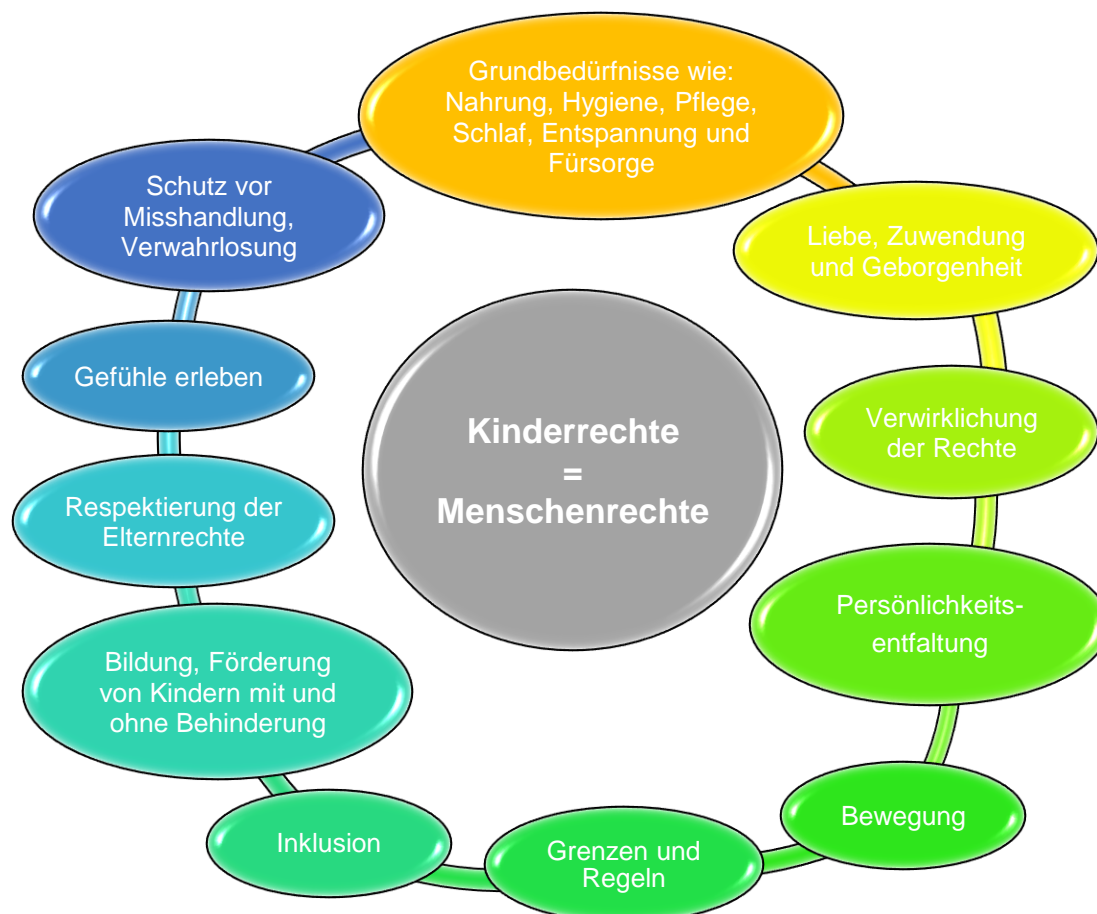 Grundbedürfnisse wie:
Nahrung, Hygiene, Pflege,
Schlaf, Entspannung und
Fürsorge
Liebe, Zuwendung
und Geborgenheit
Verwirklichung
der Rechte
Persönlichkeits-
entfaltung
Bewegung
Grenzen und
Regeln
Inklusion
Bildung, Förderung
von Kindern mit und
ohne Behinderung
Respektierung der
Elternrechte
Gefühle erleben
Schutz vor
Misshandlung,
Verwahrlosung
Kinderrechte
=
Menschenrechte